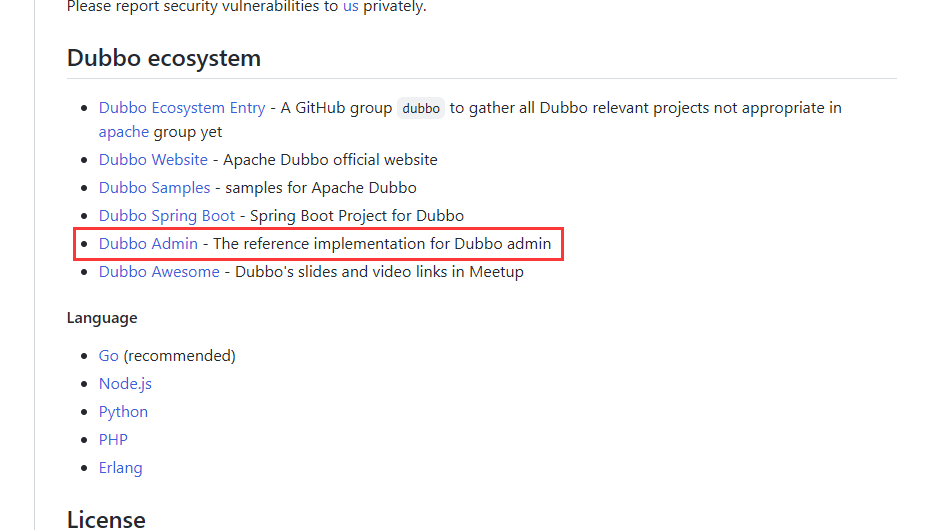 Please report security vulnerabilities to us privately.
Dubbo ecosystem
Dubbo Ecosystem Entry - A GitHub group dubbo to gather all Dubbo relevant projects not appropriate in
apache group yet
Dubbo Website - Apache Dubbo official website
Dubbo Samples - samples for Apache Dubbo
Dubbo Spring Boot - Spring Boot Project for Dubbo
Dubbo Admin - The reference implementation for Dubbo admin
Dubbo Awesome - Dubbo's slides and video links in Meetup
Language
Go (recommended)
Node.js
Python
PHP
Erlang
License